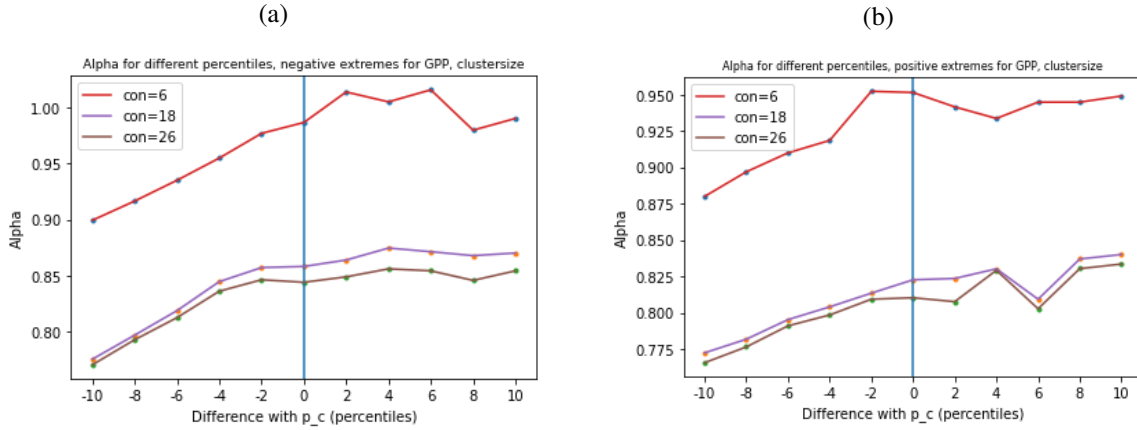 (a)
Alpha for different percentiles, negative extremes for GPP, clustersize
con=6
con=18
con=26
1.00
0.95
0.90
0.85
0.80
Alpha
-10 -8 -6 -4 -2 0 2 4 6 8 10
Difference with p_c (percentiles)
(b)
Alpha for different percentiles, positive extremes for GPP, clustersize
con=6
con=18
con=26
0.950
0.925
0.900
0.875
0.850
0.825
0.800
0.775
Alpha
-10 -8 -6 -4 -2 0 2 4 6 8 10
Difference with p_c (percentiles)